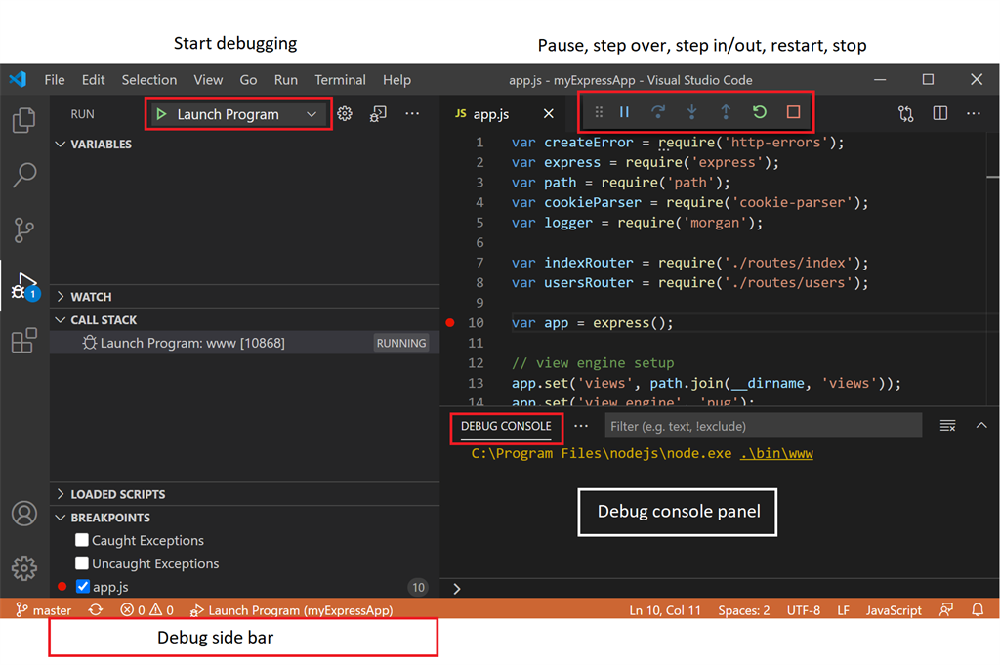 Start debugging
Pause, step over, step in/out, restart, stop
File Edit Selection View Go Run Terminal Help
app.js - myExpressApp - Visual Studio Code
RUN
Launch Program
JS app.js
VARIABLES
1 var createError = require('http-errors');
2 var express = require('express');
3 var path = require('path');
4 var cookieParser = require('cookie-parser');
5 var logger = require('morgan');
6
7 var indexRouter = require('./routes/index');
8 var usersRouter = require('./routes/users');
9
10 var app = express();
11
12 // view engine setup
13 app.set('views', path.join(__dirname, 'views'));
14 app.set('view engine', 'pug');
1
WATCH
CALL STACK
Launch Program: www [10868] RUNNING
DEBUG CONSOLE
Filter (e.g. text, !exclude)
C:\Program Files\nodejs\node.exe .\bin\www
Debug console panel
LOADED SCRIPTS
BREAKPOINTS
Caught Exceptions
Uncaught Exceptions
app.js 10
master 0 0 Launch Program (myExpressApp)
Ln 10, Col 11 Spaces: 2 UTF-8 LF JavaScript
Debug side bar